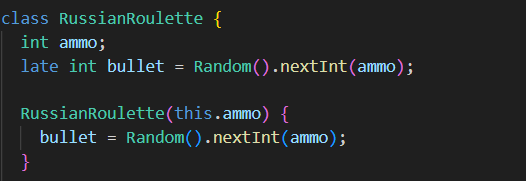 class RussianRoulette {
  int ammo;
  late int bullet = Random().nextInt(ammo);

  RussianRoulette(this.ammo) {
    bullet = Random().nextInt(ammo);
  }